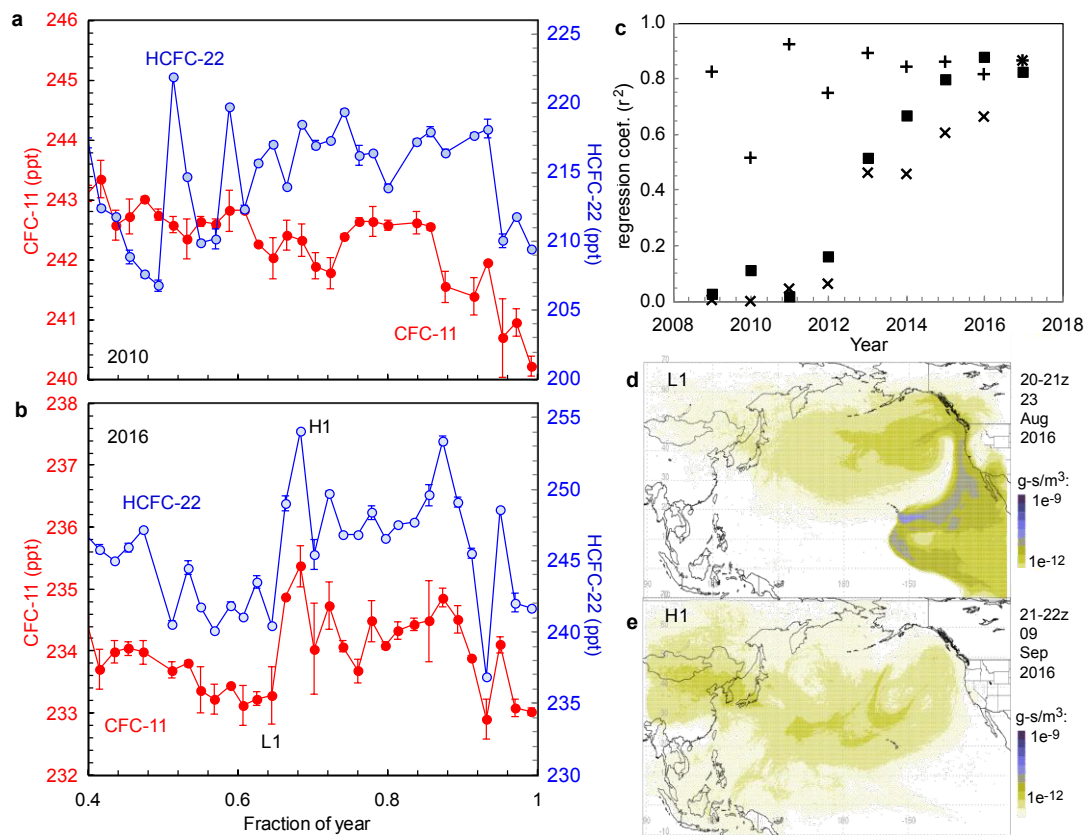 a
246
245
244
243
242
241
240
CFC-11 (ppt)
HCFC-22
CFC-11
2010
225
220
215
210
205
200
HCFC-22 (ppt)
b
238
237
236
235
234
233
232
CFC-11 (ppt)
2016
H1
HCFC-22
CFC-11
L1
255
250
245
240
235
230
HCFC-22 (ppt)
0.4 0.6 0.8 1
Fraction of year
c
1.0
0.8
0.6
0.4
0.2
0.0
regression coef. (r²)
2008 2010 2012 2014 2016 2018
Year
d
L1
20-21z
23
Aug
2016
g-s/m³:
1e-9
1e-12
e
H1
21-22z
09
Sep
2016
g-s/m³:
1e-9
1e-12